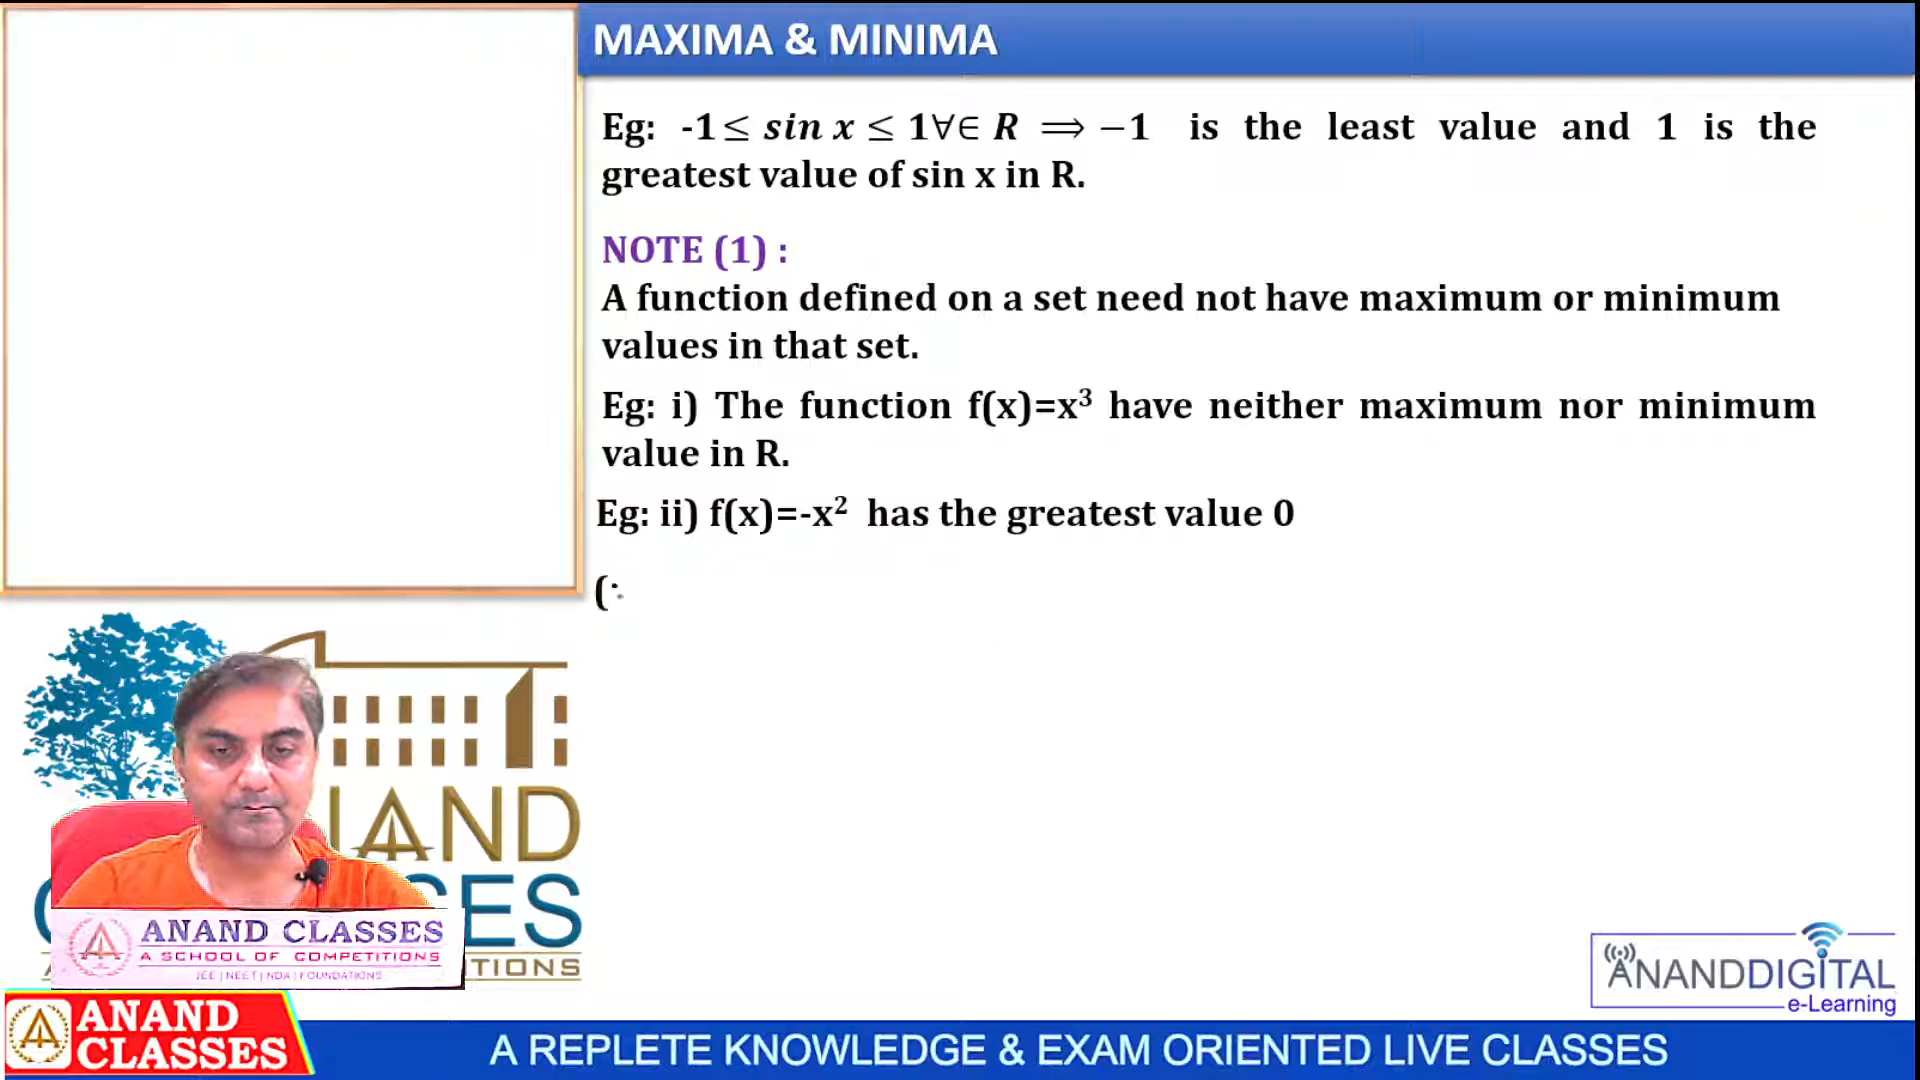 MAXIMA & MINIMA
Eg: -1≤ sin x ≤ 1∀∈ R ⟹ −1 is the least value and 1 is the
greatest value of sin x in R.
NOTE (1) :
A function defined on a set need not have maximum or minimum
values in that set.
Eg: i) The function f(x)=x³ have neither maximum nor minimum
value in R.
Eg: ii) f(x)=-x² has the greatest value 0
(
ANAND CLASSES
A SCHOOL OF COMPETITIONS
JEE | NEET | NDA | FOUNDATIONS
ANANDDIGITAL
e-Learning
ANAND
CLASSES
A REPLETE KNOWLEDGE & EXAM ORIENTED LIVE CLASSES